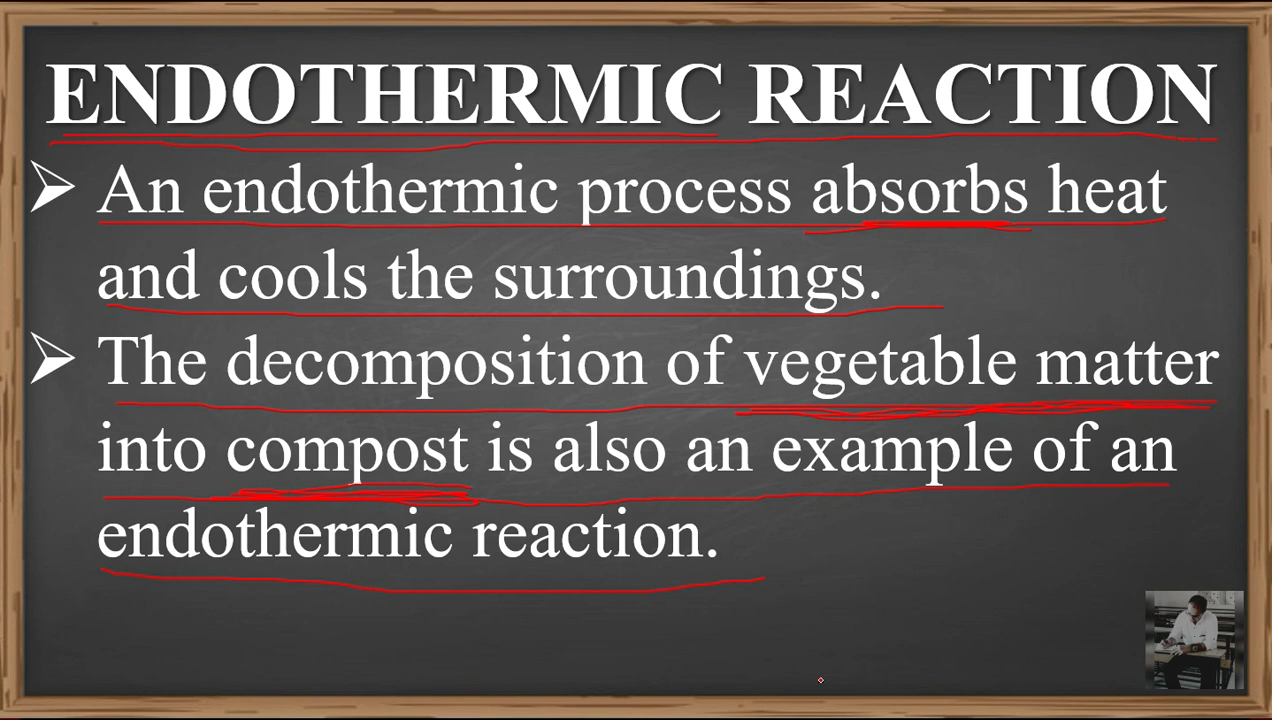 ENDOTHERMIC REACTION
➢ An endothermic process absorbs heat
and cools the surroundings.
➢ The decomposition of vegetable matter
into compost is also an example of an
endothermic reaction.